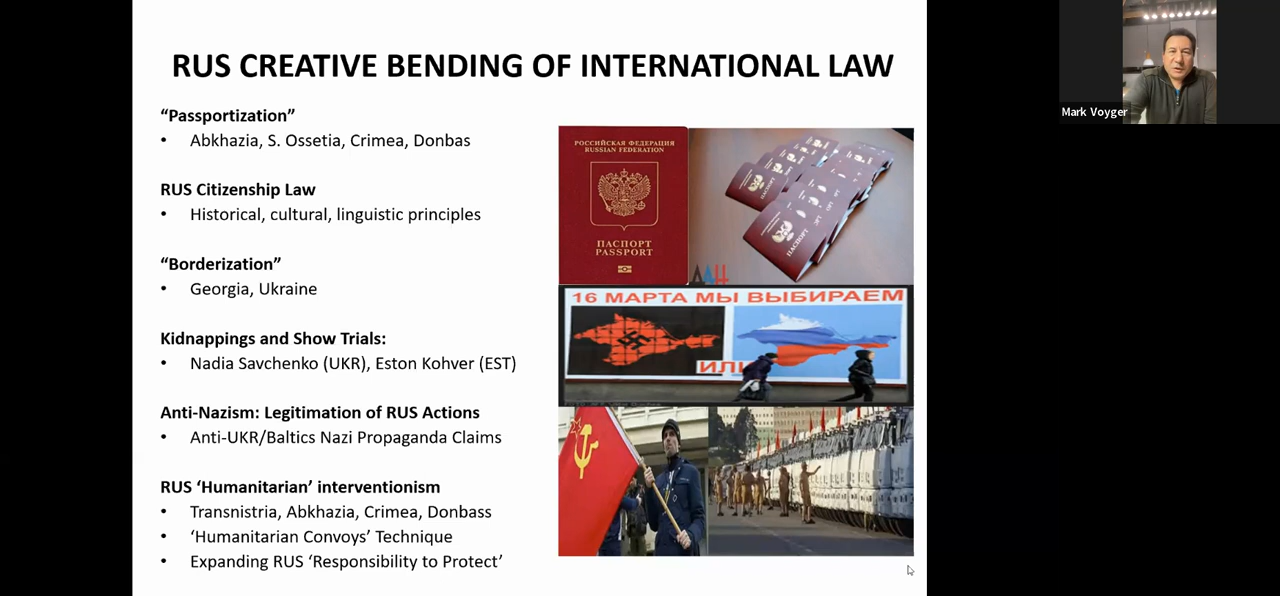 RUS CREATIVE BENDING OF INTERNATIONAL LAW
“Passportization”
• Abkhazia, S. Ossetia, Crimea, Donbas
RUS Citizenship Law
• Historical, cultural, linguistic principles
“Borderization”
• Georgia, Ukraine
Kidnappings and Show Trials:
• Nadia Savchenko (UKR), Eston Kohver (EST)
Anti-Nazism: Legitimation of RUS Actions
• Anti-UKR/Baltics Nazi Propaganda Claims
RUS ‘Humanitarian’ interventionism
• Transnistria, Abkhazia, Crimea, Donbass
• ‘Humanitarian Convoys’ Technique
• Expanding RUS ‘Responsibility to Protect’
РОССИЙСКАЯ ФЕДЕРАЦИЯ
RUSSIAN FEDERATION
ПАСПОРТ
PASSPORT
ПАСПОРТ
ДАН
16 МАРТА МЫ ВЫБИРАЕМ
Mark Voyger